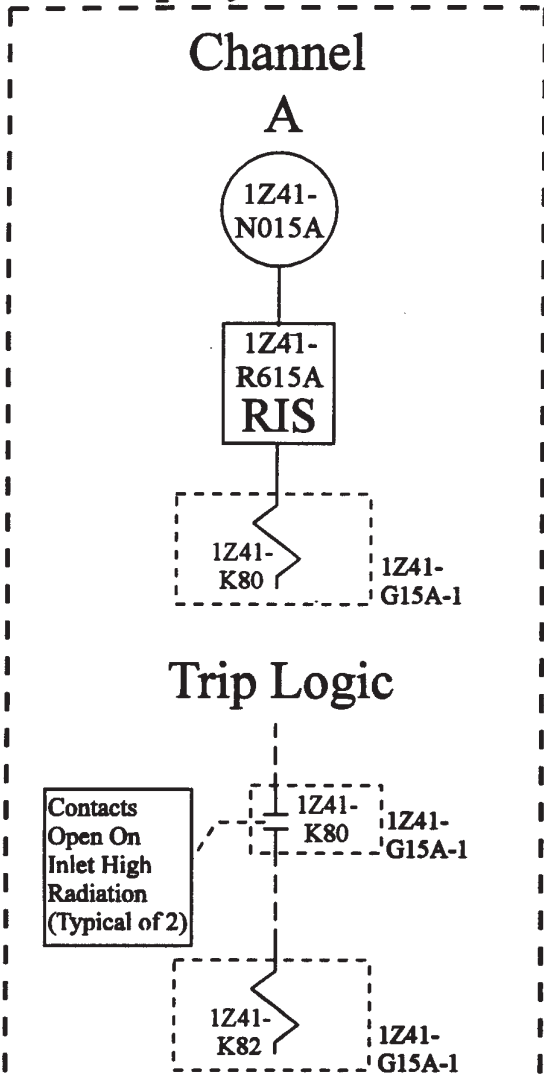 Channel
A
1Z41-
N015A
1Z41-
R615A
RIS
1Z41-
K80
1Z41-
G15A-1
Trip Logic
1Z41-
K80
1Z41-
G15A-1
Contacts
Open On
Inlet High
Radiation
(Typical of 2)
1Z41-
K82
1Z41-
G15A-1